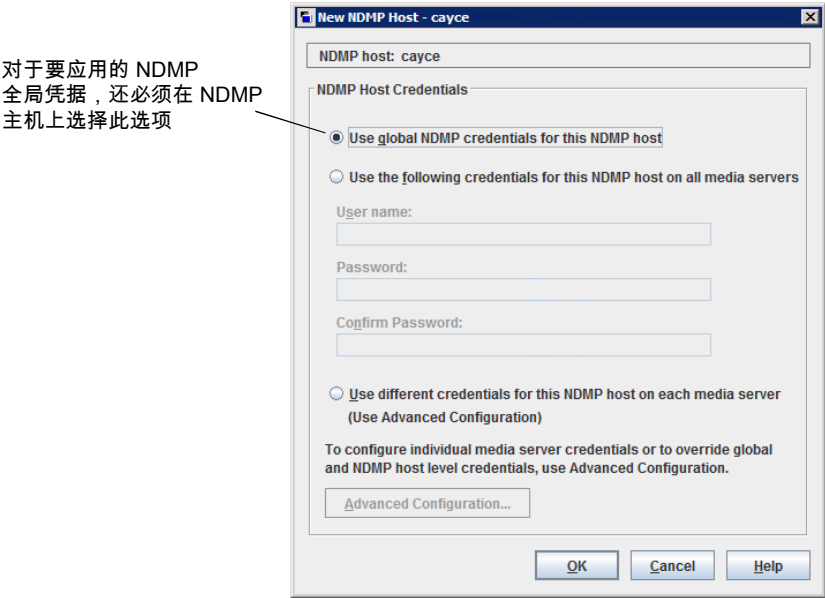 New NDMP Host - cayce
NDMP host: cayce
对于要应用的 NDMP
全局凭据，还必须在 NDMP
主机上选择此选项
NDMP Host Credentials
Use global NDMP credentials for this NDMP host
Use the following credentials for this NDMP host on all media servers
User name:
Password:
Confirm Password:
Use different credentials for this NDMP host on each media server
(Use Advanced Configuration)
To configure individual media server credentials or to override global
and NDMP host level credentials, use Advanced Configuration.
Advanced Configuration...
OK
Cancel
Help